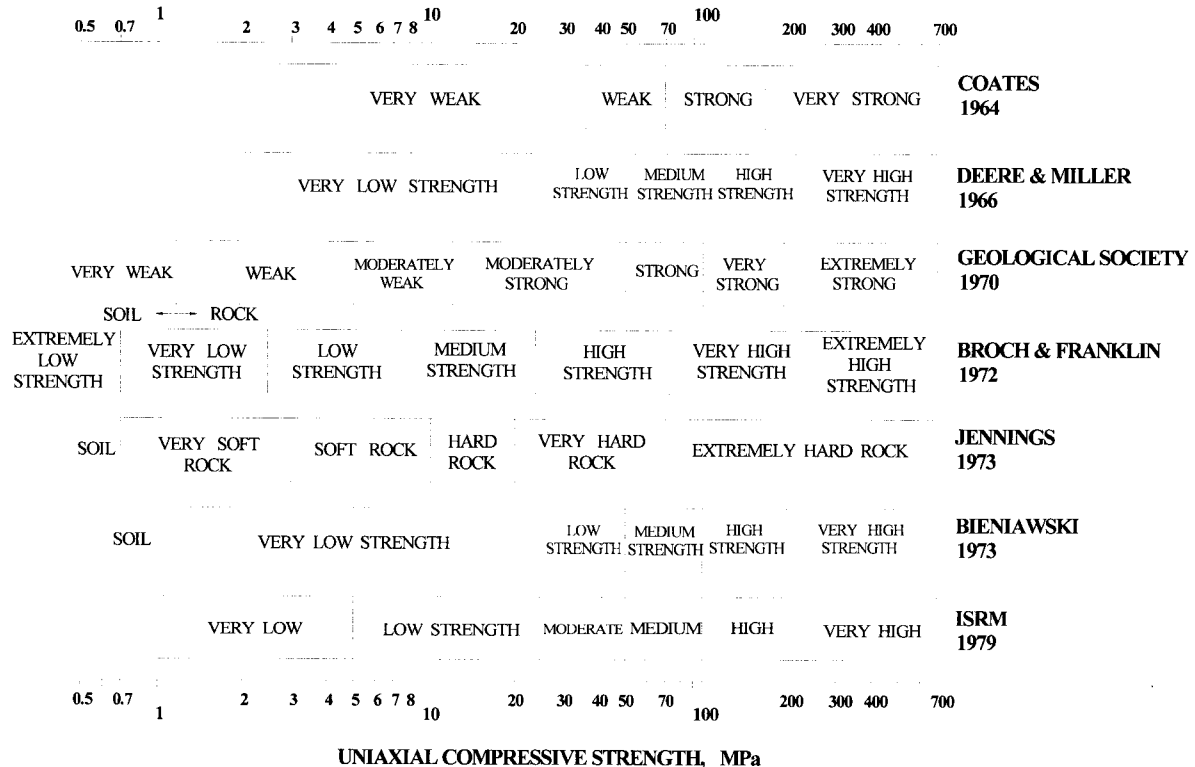 0.5 0.7 1 2 3 4 5 6 7 8 10 20 30 40 50 70 100 200 300 400 700
VERY WEAK WEAK STRONG VERY STRONG
COATES
1964
VERY LOW STRENGTH
LOW
STRENGTH
MEDIUM
STRENGTH
HIGH
STRENGTH
VERY HIGH
STRENGTH
DEERE & MILLER
1966
VERY WEAK
WEAK
MODERATELY
WEAK
MODERATELY
STRONG
STRONG
VERY
STRONG
EXTREMELY
STRONG
GEOLOGICAL SOCIETY
1970
SOIL ROCK
EXTREMELY
LOW
STRENGTH
VERY LOW
STRENGTH
LOW
STRENGTH
MEDIUM
STRENGTH
HIGH
STRENGTH
VERY HIGH
STRENGTH
EXTREMELY
HIGH
STRENGTH
BROCH & FRANKLIN
1972
SOIL
VERY SOFT
ROCK
SOFT ROCK
HARD
ROCK
VERY HARD
ROCK
EXTREMELY HARD ROCK
JENNINGS
1973
SOIL
VERY LOW STRENGTH
LOW
STRENGTH
MEDIUM
STRENGTH
HIGH
STRENGTH
VERY HIGH
STRENGTH
BIENIAWSKI
1973
VERY LOW LOW STRENGTH MODERATE MEDIUM HIGH VERY HIGH
ISRM
1979
0.5 0.7 1 2 3 4 5 6 7 8 10 20 30 40 50 70 100 200 300 400 700
UNIAXIAL COMPRESSIVE STRENGTH, MPa